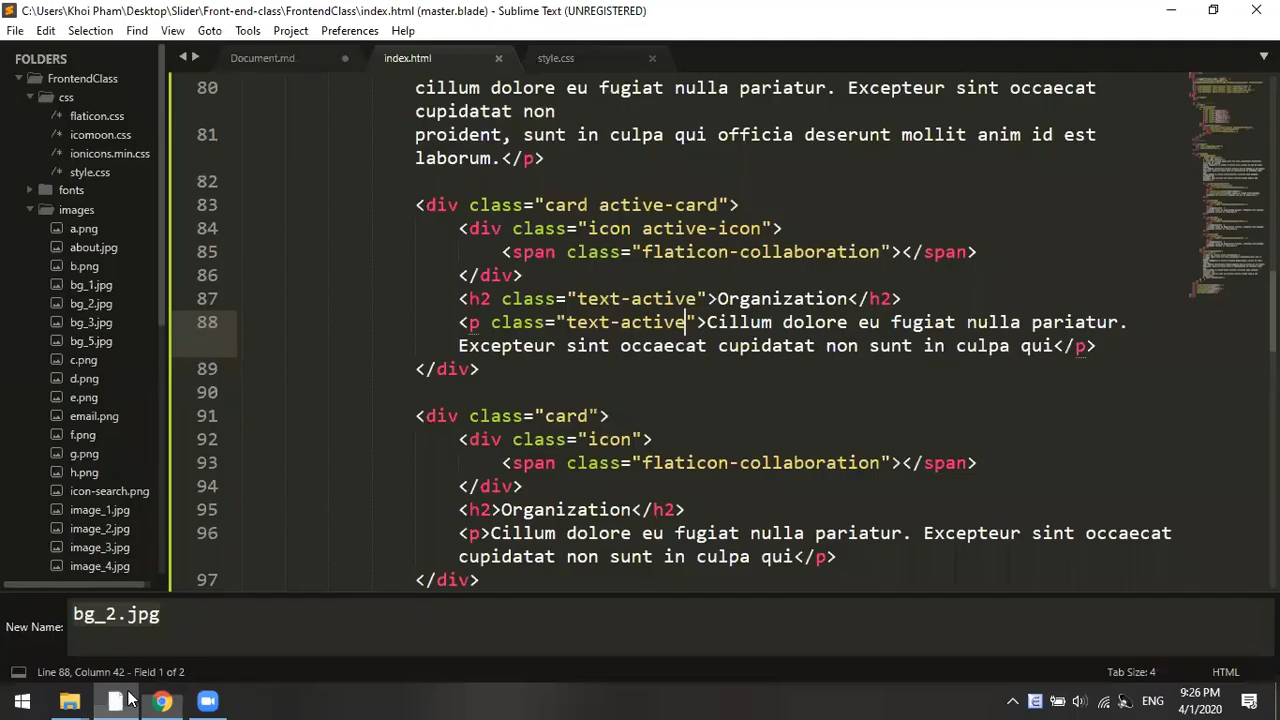 C:\Users\Khoi Pham\Desktop\Slider\Front-end-class\FrontendClass\index.html (master.blade) - Sublime Text (UNREGISTERED)
File Edit Selection Find View Goto Tools Project Preferences Help
FOLDERS
FrontendClass
css
flaticon.css
icomoon.css
ionicons.min.css
style.css
fonts
images
a.png
about.jpg
b.png
bg_1.jpg
bg_2.jpg
bg_3.jpg
bg_5.jpg
c.png
d.png
e.png
email.png
f.png
g.png
h.png
icon-search.png
image_1.jpg
image_2.jpg
image_3.jpg
image_4.jpg
Document.md index.html style.css
80 cillum dolore eu fugiat nulla pariatur. Excepteur sint occaecat
cupidatat non
81 proident, sunt in culpa qui officia deserunt mollit anim id est
laborum.</p>
82
83 <div class="card active-card">
84 <div class="icon active-icon">
85 <span class="flaticon-collaboration"></span>
86 </div>
87 <h2 class="text-active">Organization</h2>
88 <p class="text-active">Cillum dolore eu fugiat nulla pariatur.
Excepteur sint occaecat cupidatat non sunt in culpa qui</p>
89 </div>
90
91 <div class="card">
92 <div class="icon">
93 <span class="flaticon-collaboration"></span>
94 </div>
95 <h2>Organization</h2>
96 <p>Cillum dolore eu fugiat nulla pariatur. Excepteur sint occaecat
cupidatat non sunt in culpa qui</p>
97 </div>
New Name: bg_2.jpg
Line 88, Column 42 - Field 1 of 2 Tab Size: 4 HTML
ENG
9:26 PM
4/1/2020